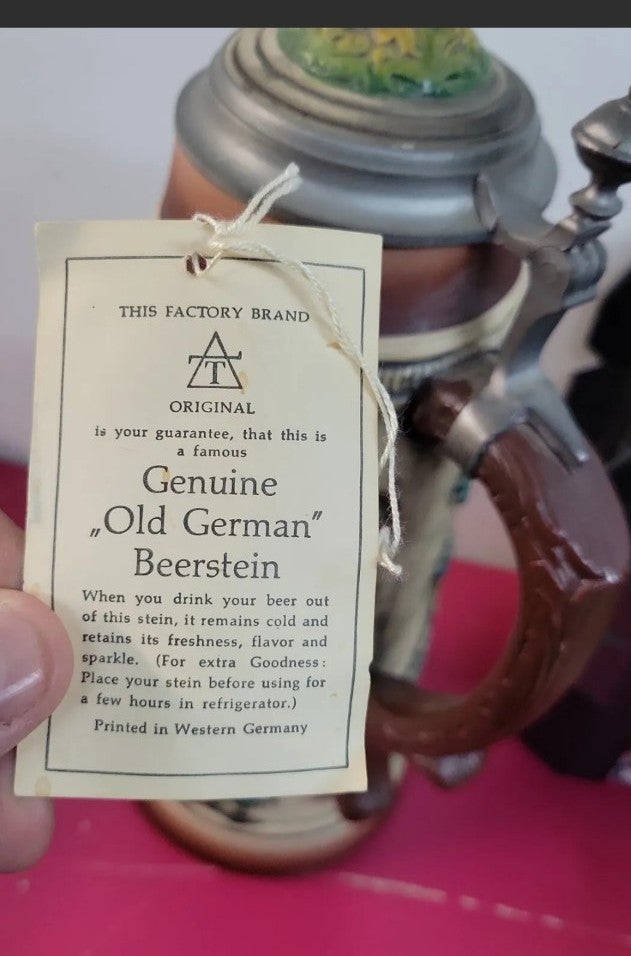 THIS FACTORY BRAND
AT
ORIGINAL
is your guarantee, that this is
a famous
Genuine
„Old German”
Beerstein
When you drink your beer out
of this stein, it remains cold and
retains its freshness, flavor and
sparkle. (For extra Goodness:
Place your stein before using for
a few hours in refrigerator.)
Printed in Western Germany